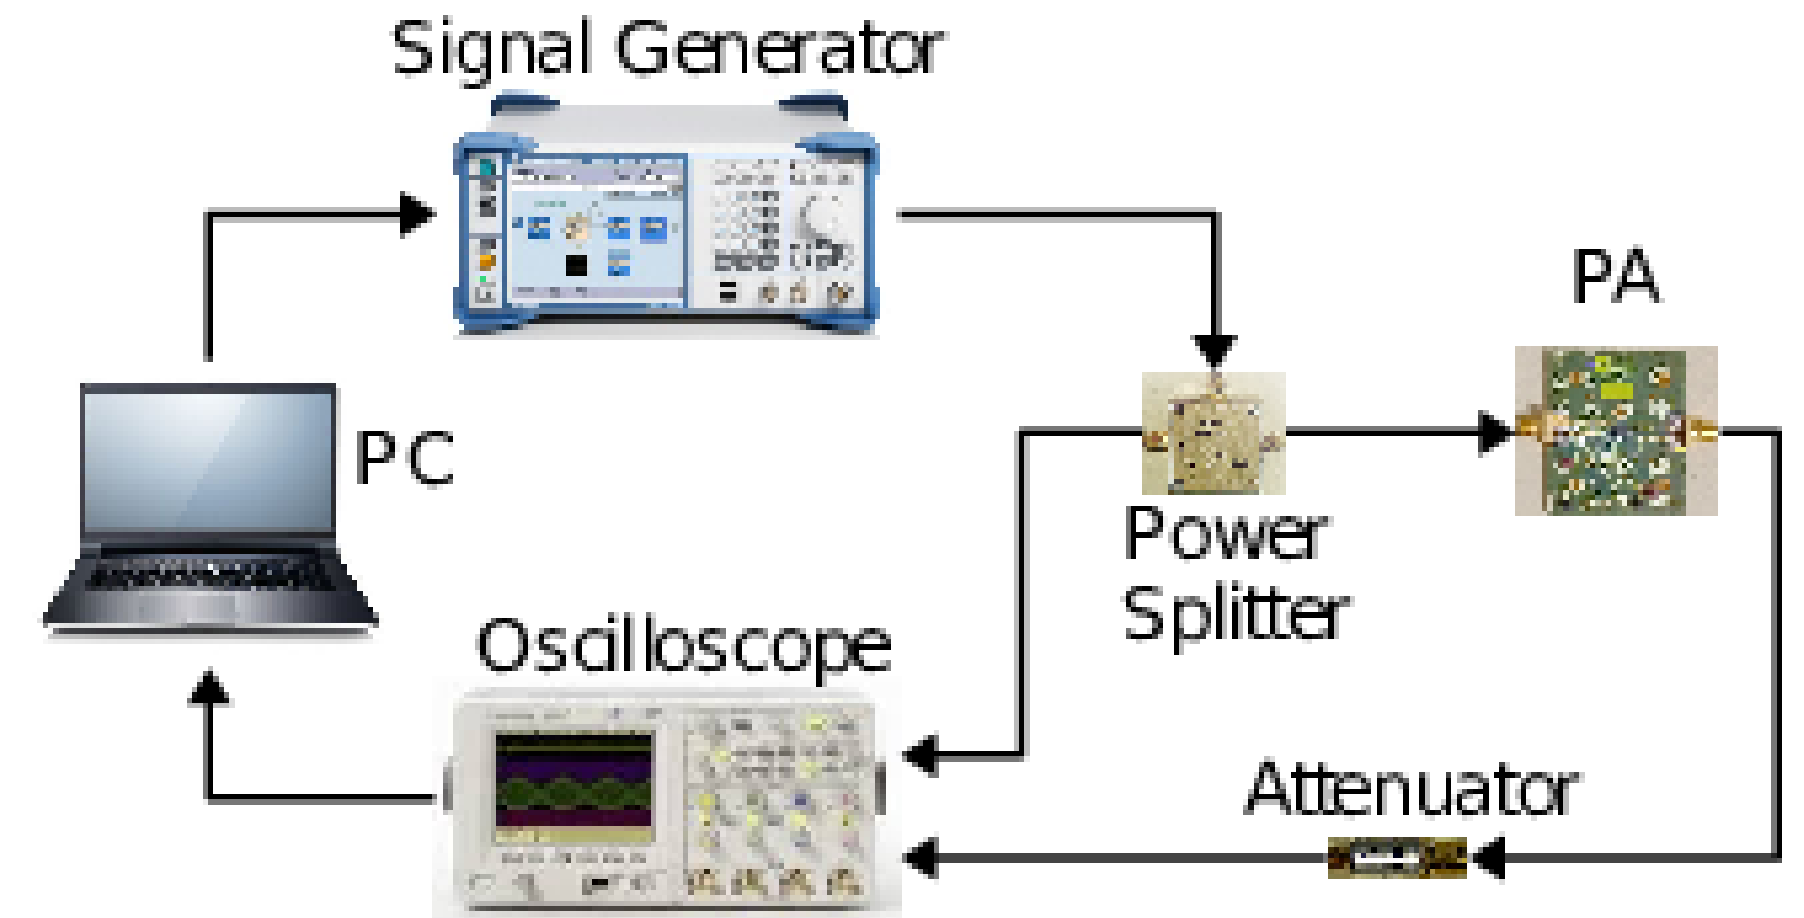 Signal Generator
PA
PC
Power
Splitter
Oscilloscope
Attenuator